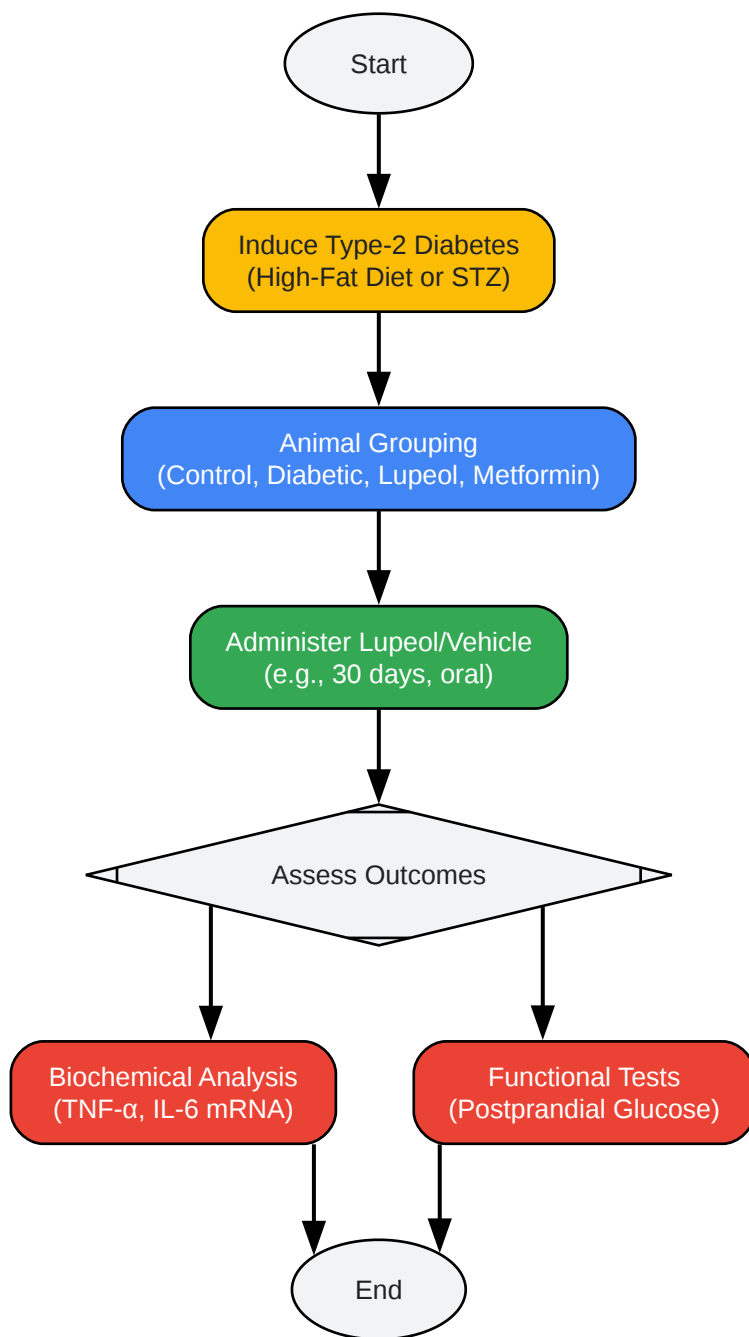 Start
Induce Type-2 Diabetes
(High-Fat Diet or STZ)
Animal Grouping
(Control, Diabetic, Lupeol, Metformin)
Administer Lupeol/Vehicle
(e.g., 30 days, oral)
Assess Outcomes
Biochemical Analysis
(TNF-α, IL-6 mRNA)
Functional Tests
(Postprandial Glucose)
End